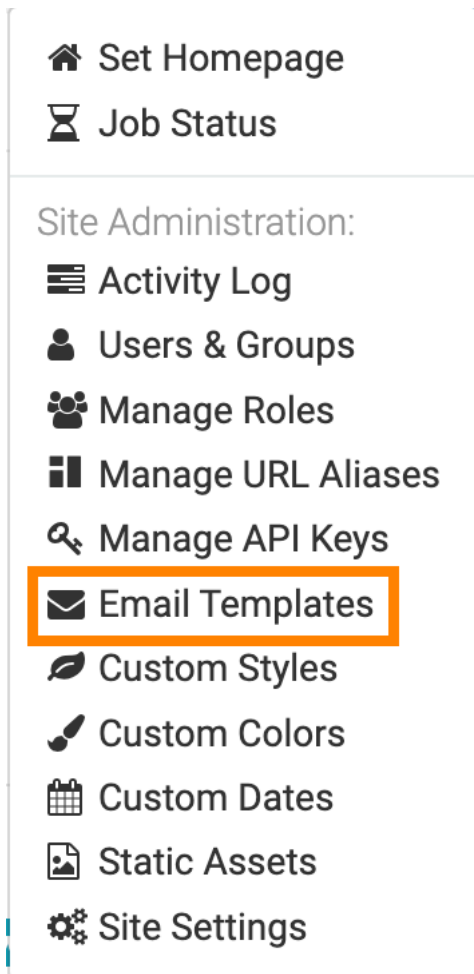 Set Homepage
Job Status
Site Administration:
Activity Log
Users & Groups
Manage Roles
Manage URL Aliases
Manage API Keys
Email Templates
Custom Styles
Custom Colors
Custom Dates
Static Assets
Site Settings